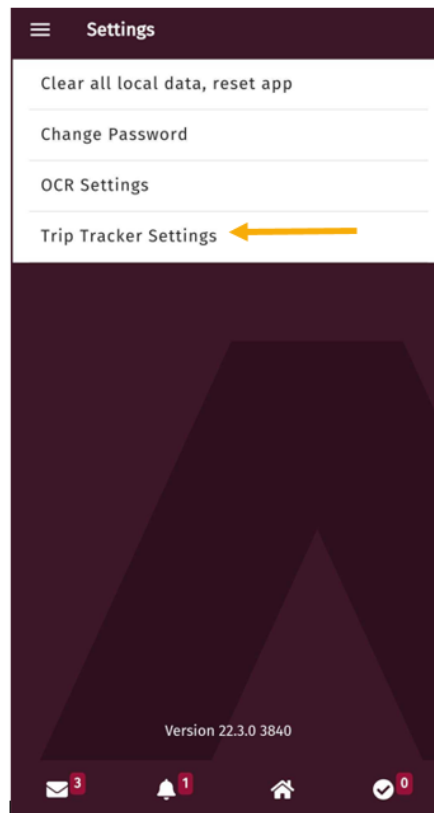 Settings
Clear all local data, reset app
Change Password
OCR Settings
Trip Tracker Settings
Version 22.3.0 3840
3 1 0